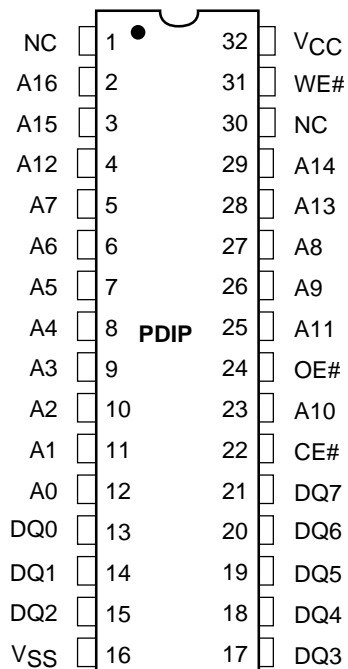 NC 1 32 VCC
A16 2 31 WE#
A15 3 30 NC
A12 4 29 A14
A7 5 28 A13
A6 6 27 A8
A5 7 26 A9
A4 8 PDIP 25 A11
A3 9 24 OE#
A2 10 23 A10
A1 11 22 CE#
A0 12 21 DQ7
DQ0 13 20 DQ6
DQ1 14 19 DQ5
DQ2 15 18 DQ4
VSS 16 17 DQ3